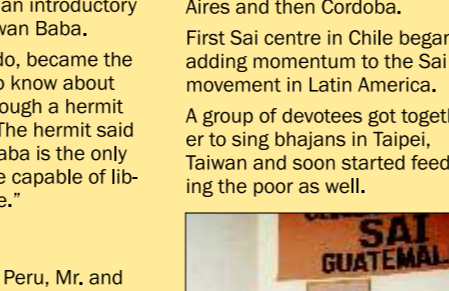 an introductory
wan Baba.
do, became the
o know about
ough a hermit
The hermit said
aba is the only
e capable of lib-
e."
Peru, Mr. and
Aires and then Cordoba.
First Sai centre in Chile began
adding momentum to the Sai
movement in Latin America.
A group of devotees got togeth
er to sing bhajans in Taipei,
Taiwan and soon started feed
ing the poor as well.
SAI
GUATEMAL